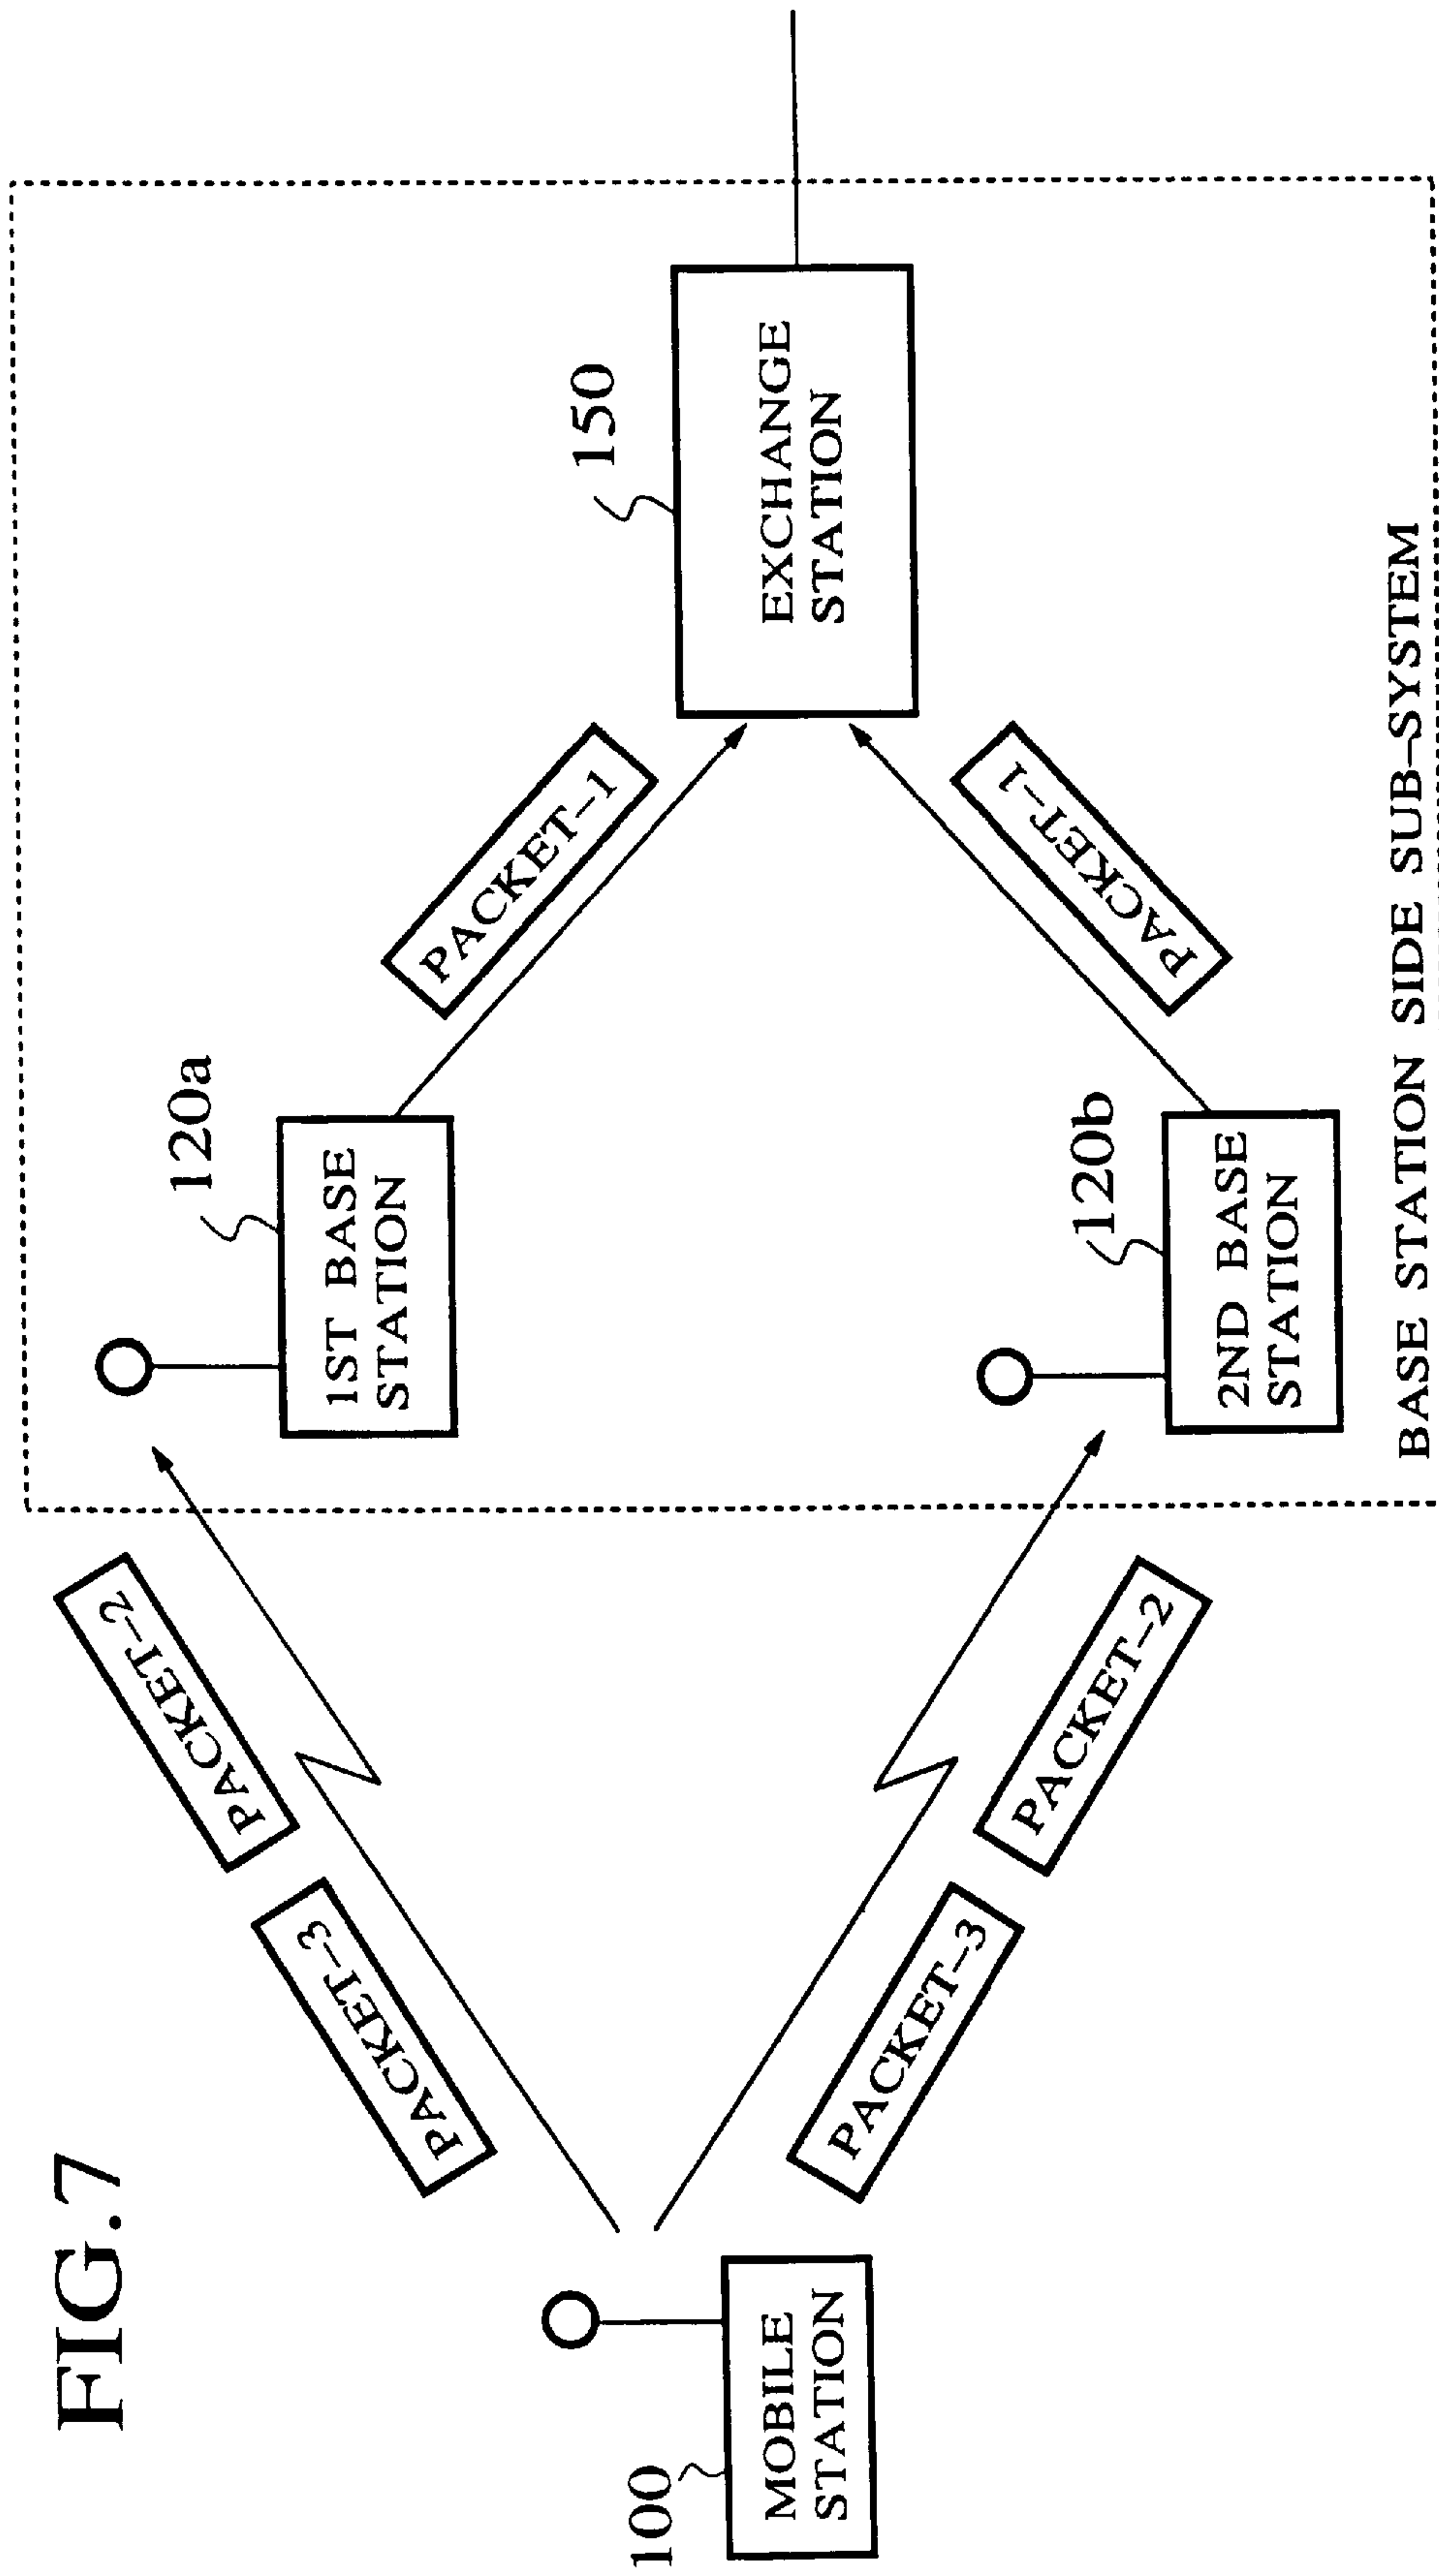 FIG.7
100
MOBILE
STATION
PACKET-3
PACKET-2
PACKET-3
PACKET-2
120a
1ST BASE
STATION
120b
2ND BASE
STATION
PACKET-1
PACKET-1
150
EXCHANGE
STATION
BASE STATION SIDE SUB-SYSTEM